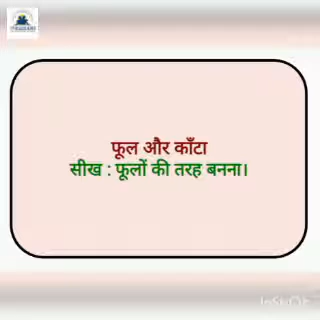 फूल और काँटा
सीख : फूलों की तरह बनना।